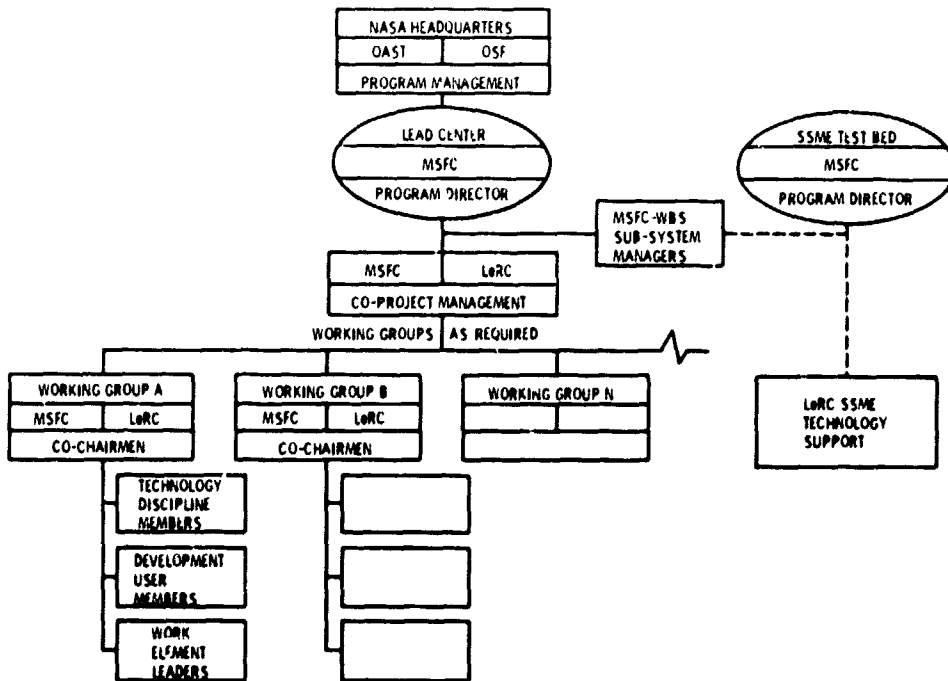 NASA HEADQUARTERS
OAST OSF
PROGRAM MANAGEMENT
LEAD CENTER
MSFC
PROGRAM DIRECTOR
SSME TEST BED
MSFC
PROGRAM DIRECTOR
MSFC-WBS
SUB-SYSTEM
MANAGERS
MSFC LeRC
CO-PROJECT MANAGEMENT
WORKING GROUPS AS REQUIRED
WORKING GROUP A
MSFC LeRC
CO-CHAIRMEN
WORKING GROUP B
MSFC LeRC
CO-CHAIRMEN
WORKING GROUP N
LeRC SSME
TECHNOLOGY
SUPPORT
TECHNOLOGY
DISCIPLINE
MEMBERS
DEVELOPMENT
USER
MEMBERS
WORK
ELEMENT
LEADERS